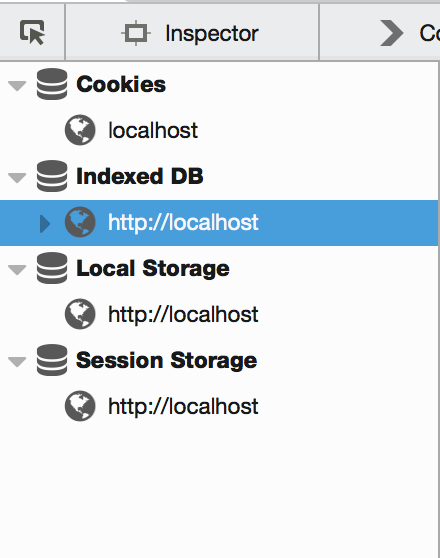 Inspector
Co
Cookies
localhost
Indexed DB
http://localhost
Local Storage
http://localhost
Session Storage
http://localhost